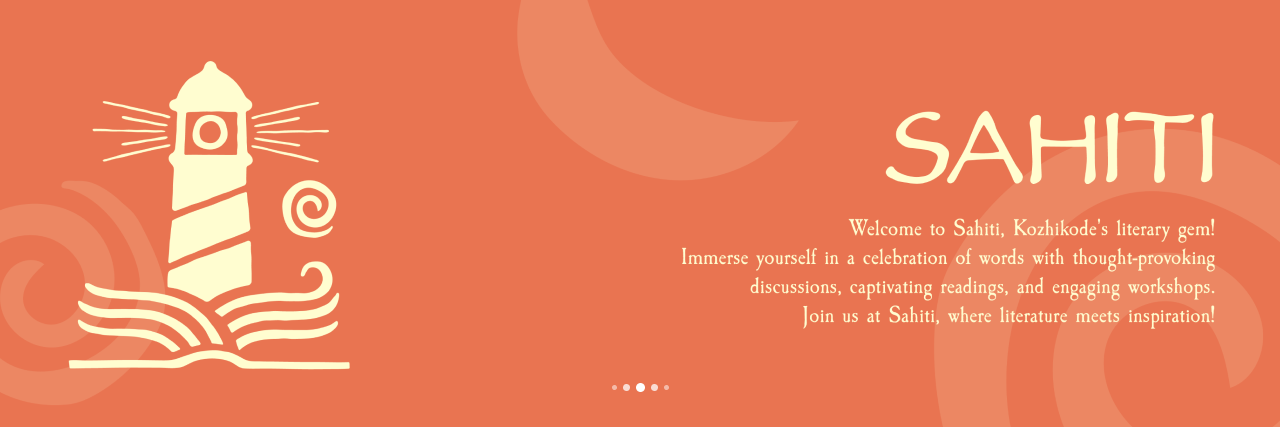 SAHITI
Welcome to Sahiti, Kozhikode's literary gem!
Immerse yourself in a celebration of words with thought-provoking
discussions, captivating readings, and engaging workshops.
Join us at Sahiti, where literature meets inspiration!